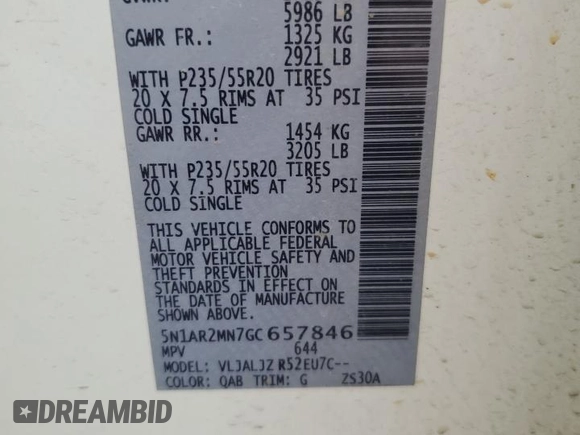 5986 LB
GAWR FR.: 1325 KG
2921 LB
WITH P235/55R20 TIRES
20 X 7.5 RIMS AT 35 PSI
COLD SINGLE
GAWR RR.: 1454 KG
3205 LB
WITH P235/55R20 TIRES
20 X 7.5 RIMS AT 35 PSI
COLD SINGLE
THIS VEHICLE CONFORMS TO
ALL APPLICABLE FEDERAL
MOTOR VEHICLE SAFETY AND
THEFT PREVENTION
STANDARDS IN EFFECT ON
THE DATE OF MANUFACTURE
SHOWN ABOVE.
5N1AR2MN7GC657846
MPV 644
MODEL: VLJALJZ R52EU7C--
COLOR: QAB TRIM: G ZS30A
DREAMBID